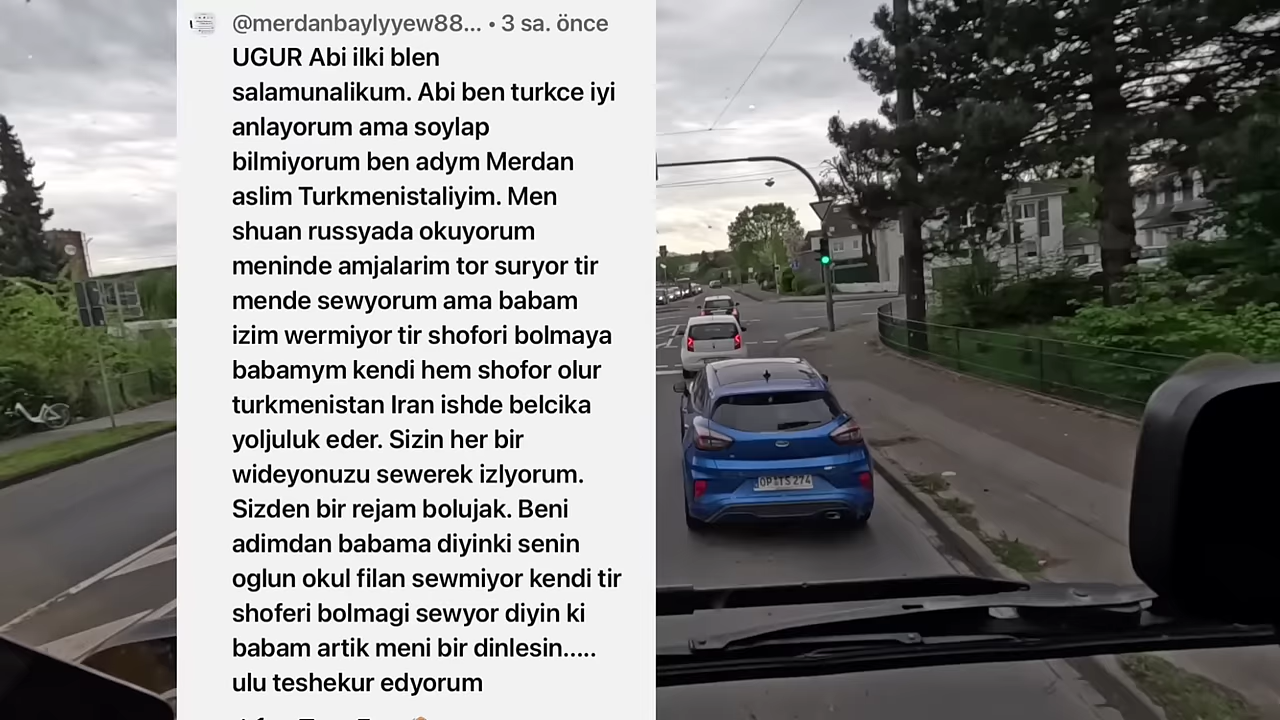 @merdanbaylyyew88... • 3 sa. önce
UGUR Abi ilki blen
salamunalikum. Abi ben turkce iyi
anlayorum ama soylap
bilmiyorum ben adym Merdan
aslim Turkmenistaliyim. Men
shuan russyada okuyorum
meninde amjalarim tor suryor tir
mende sewyorum ama babam
izim wermiyor tir shofori bolmaya
babamym kendi hem shofor olur
turkmenistan Iran ishde belcika
yoljuluk eder. Sizin her bir
wideyonuzu sewerek izlyorum.
Sizden bir rejam bolujak. Beni
adimdan babama diyinki senin
oglun okul filan sewmiyor kendi tir
shoferi bolmagi sewyor diyin ki
babam artik meni bir dinlesin.....
ulu teshekur edyorum
OP TS 274